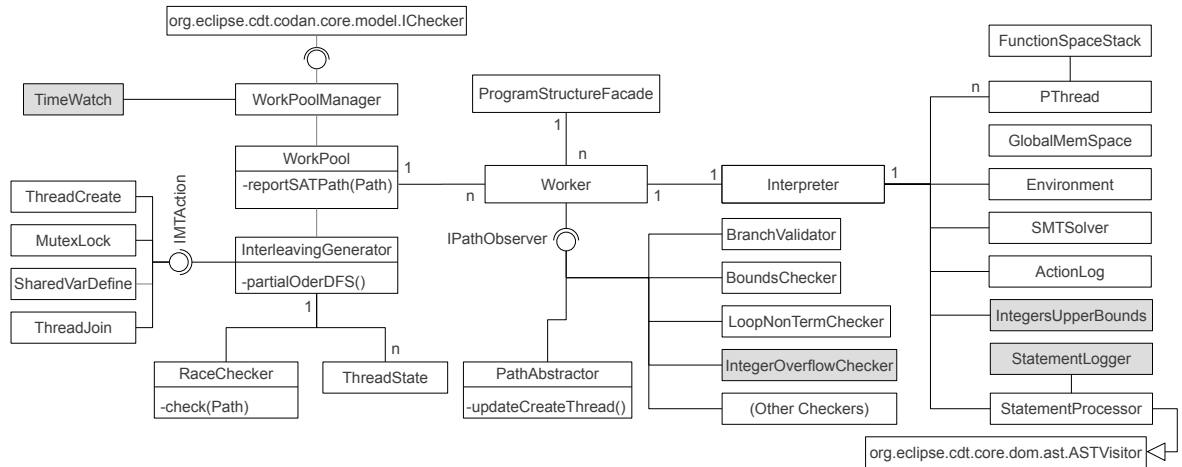 org.eclipse.cdt.codan.core.model.IChecker
TimeWatch
WorkPoolManager
WorkPool
-reportSATPath(Path)
1
n
ThreadCreate
MutexLock
SharedVarDefine
ThreadJoin
IMTAction
InterleavingGenerator
-partialOderDFS()
1
n
RaceChecker
-check(Path)
ThreadState
ProgramStructureFacade
1
n
Worker
1
1
Interpreter
1
n
IPathObserver
PathAbstractor
-updateCreateThread()
BranchValidator
BoundsChecker
LoopNonTermChecker
IntegerOverflowChecker
(Other Checkers)
FunctionSpaceStack
PThread
GlobalMemSpace
Environment
SMTSolver
ActionLog
IntegersUpperBounds
StatementLogger
StatementProcessor
org.eclipse.cdt.core.dom.ast.ASTVisitor